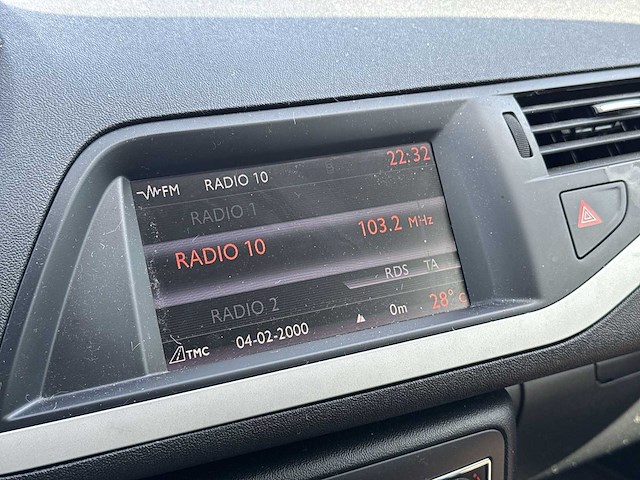 FM RADIO 10 22:32
RADIO 1
RADIO 10 103.2 MHz
RDS TA
RADIO 2
TMC 04-02-2000 0m 28° C